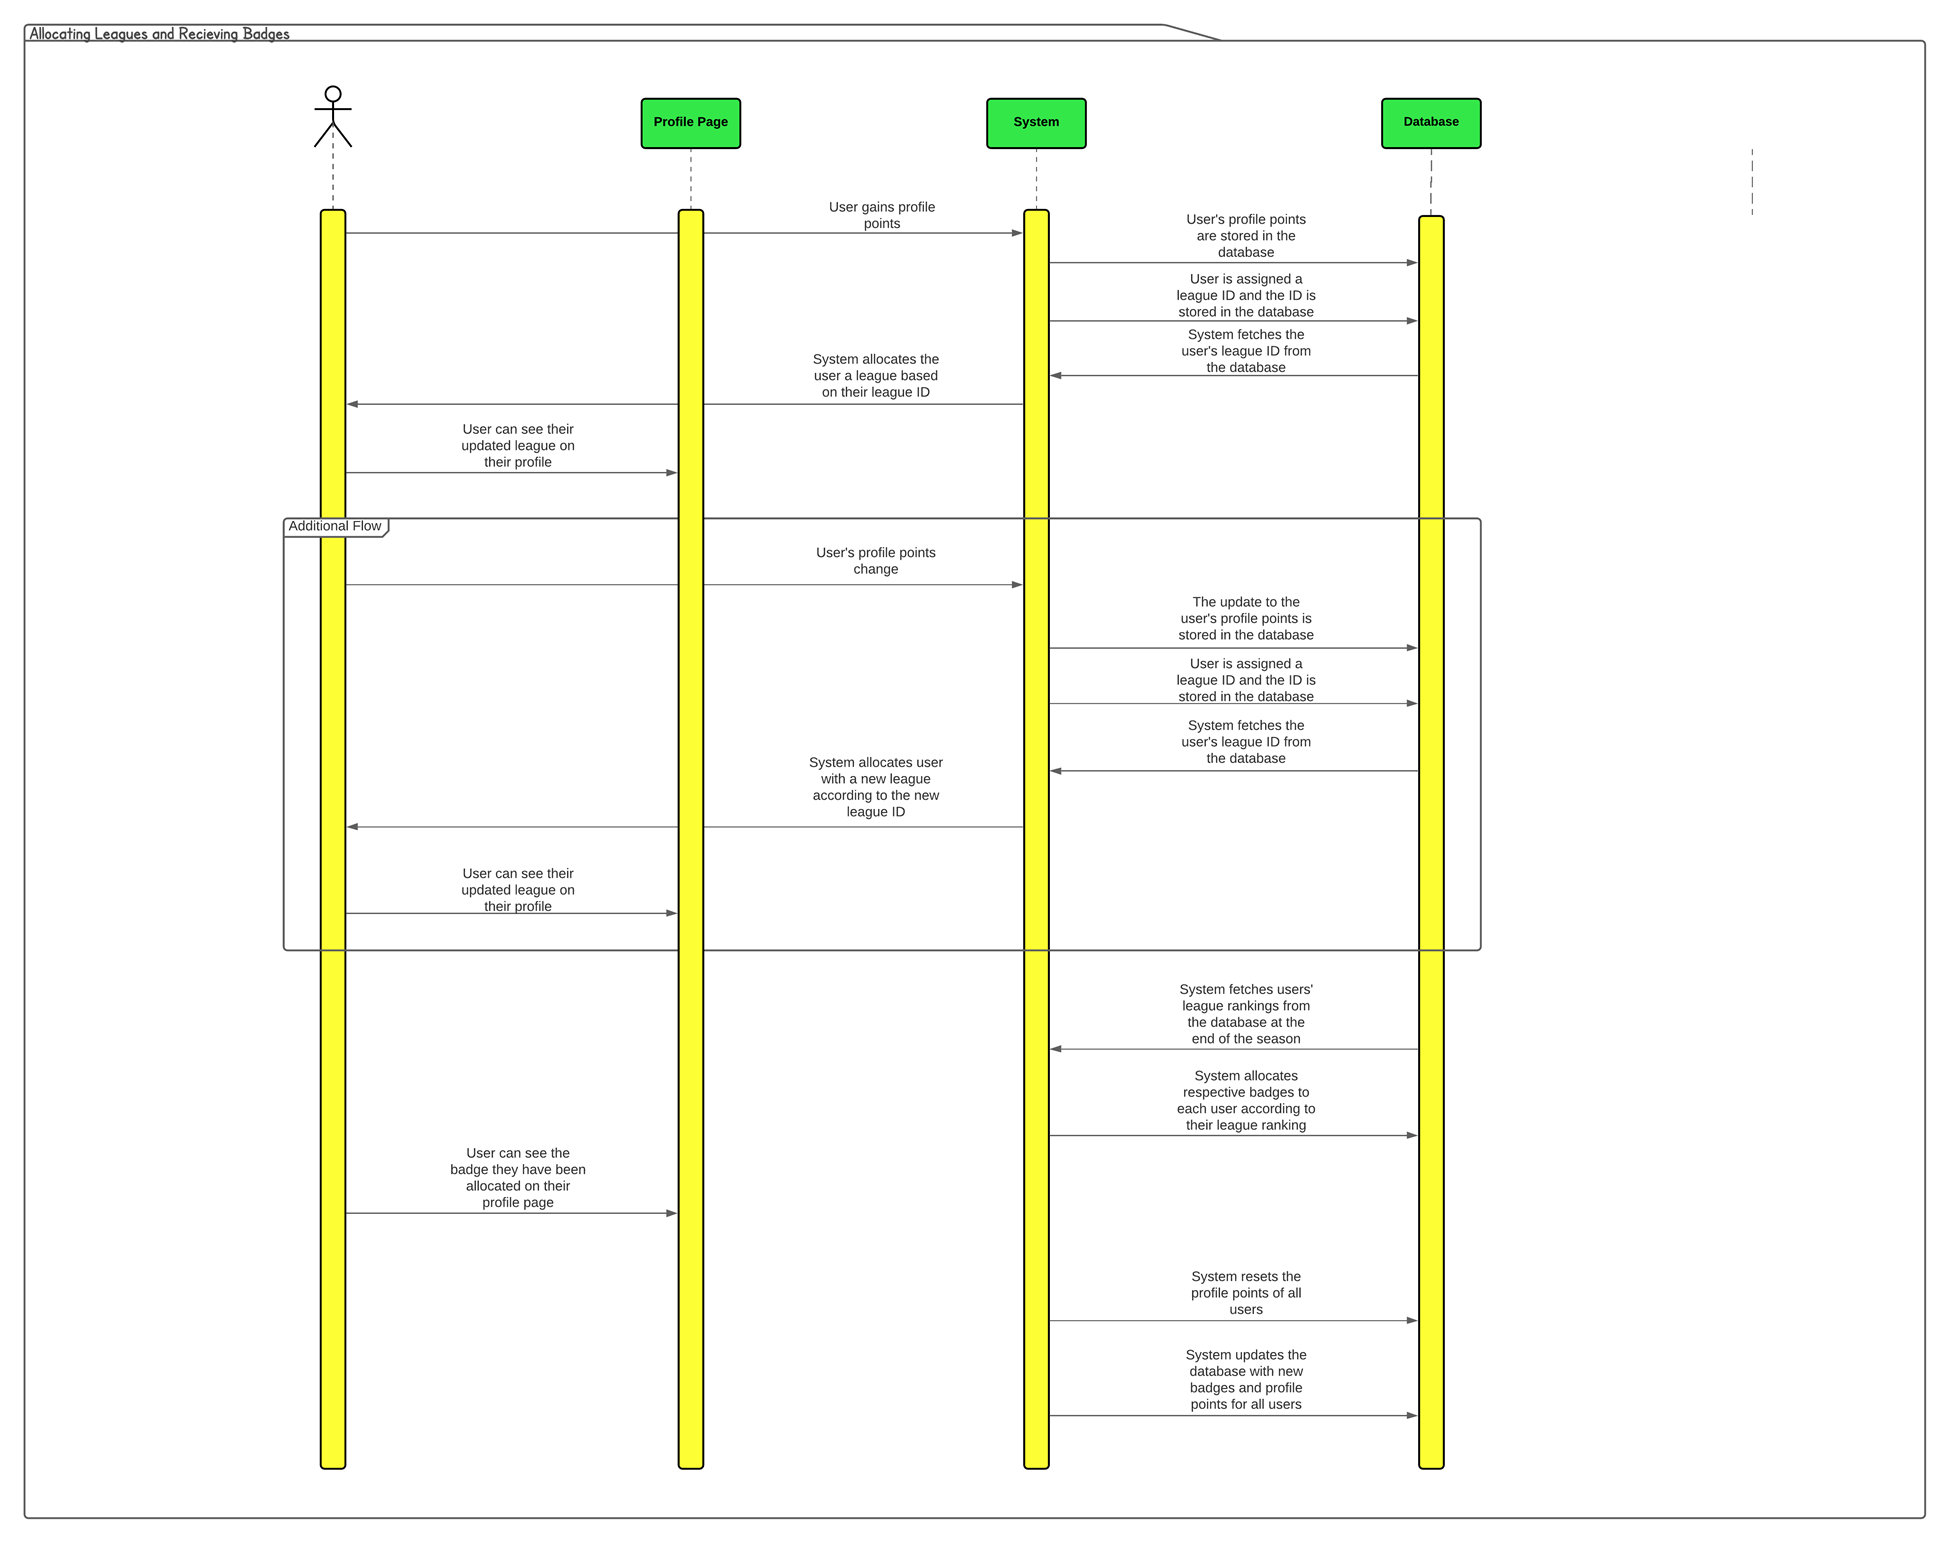 Allocating Leagues and Recieving Badges
Profile Page
System
Database
User gains profile
points
User's profile points
are stored in the
database
User is assigned a
league ID and the ID is
stored in the database
System fetches the
user's league ID from
the database
System allocates the
user a league based
on their league ID
User can see their
updated league on
their profile
Additional Flow
User's profile points
change
The update to the
user's profile points is
stored in the database
User is assigned a
league ID and the ID is
stored in the database
System fetches the
user's league ID from
the database
System allocates user
with a new league
according to the new
league ID
User can see their
updated league on
their profile
System fetches users'
league rankings from
the database at the
end of the season
System allocates
respective badges to
each user according to
their league ranking
User can see the
badge they have been
allocated on their
profile page
System resets the
profile points of all
users
System updates the
database with new
badges and profile
points for all users